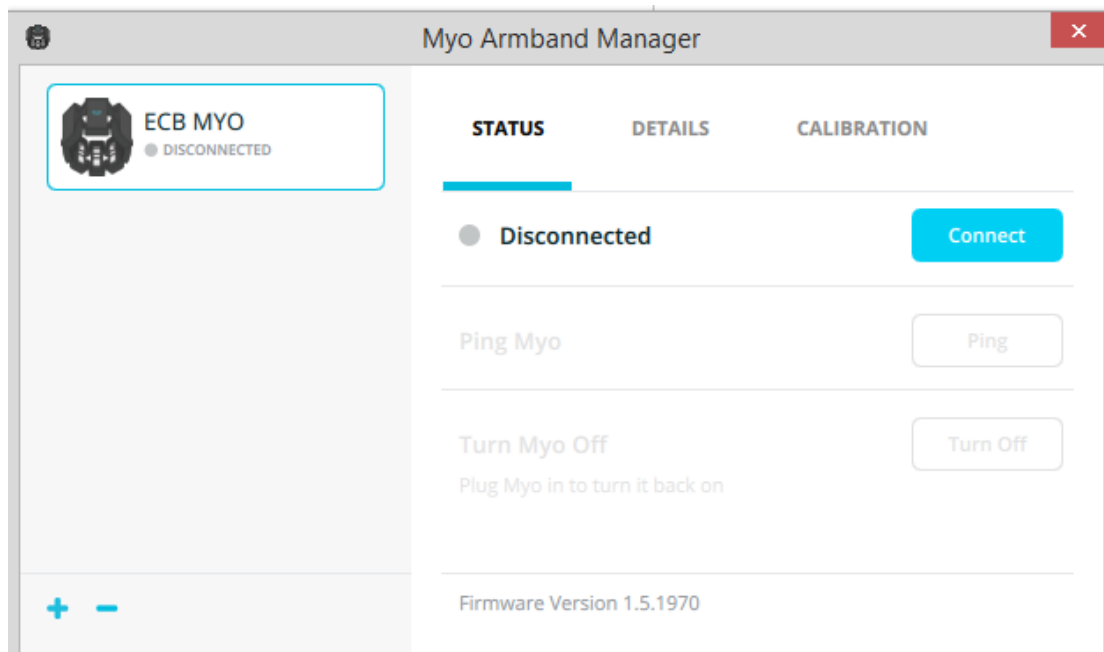 Myo Armband Manager
ECB MYO
DISCONNECTED
STATUS DETAILS CALIBRATION
Disconnected Connect
Ping Myo Ping
Turn Myo Off Turn Off
Plug Myo in to turn it back on
Firmware Version 1.5.1970